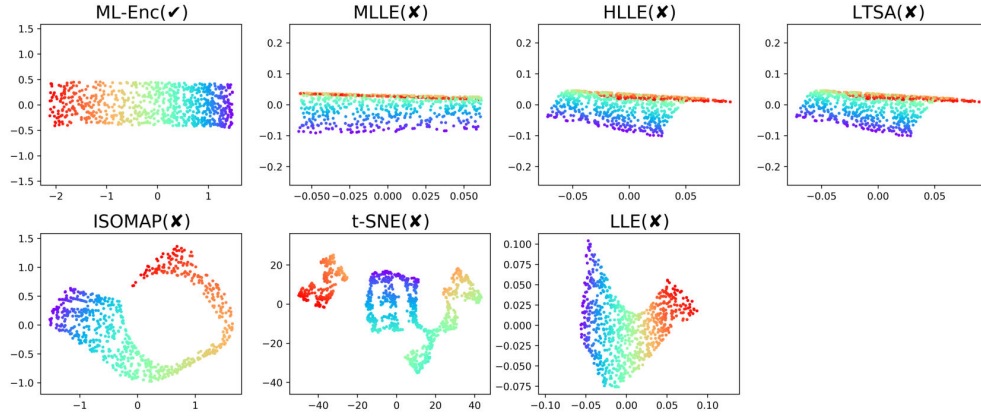 ML-Enc(✔) MLLE(✘) HLLE(✘) LTSA(✘)
1.5 1.0 0.5 0.0 −0.5 −1.0 −1.5
−2 −1 0 1
0.2 0.1 0.0 −0.1 −0.2
−0.050 −0.025 0.000 0.025 0.050
0.2 0.1 0.0 −0.1 −0.2
−0.05 0.00 0.05
0.2 0.1 0.0 −0.1 −0.2
−0.05 0.00 0.05
ISOMAP(✘) t-SNE(✘) LLE(✘)
1.5 1.0 0.5 0.0 −0.5 −1.0
−1 0 1
20 0 −20 −40
−40 −20 0 20 40
0.100 0.075 0.050 0.025 0.000 −0.025 −0.050 −0.075
−0.10 −0.05 0.00 0.05 0.10